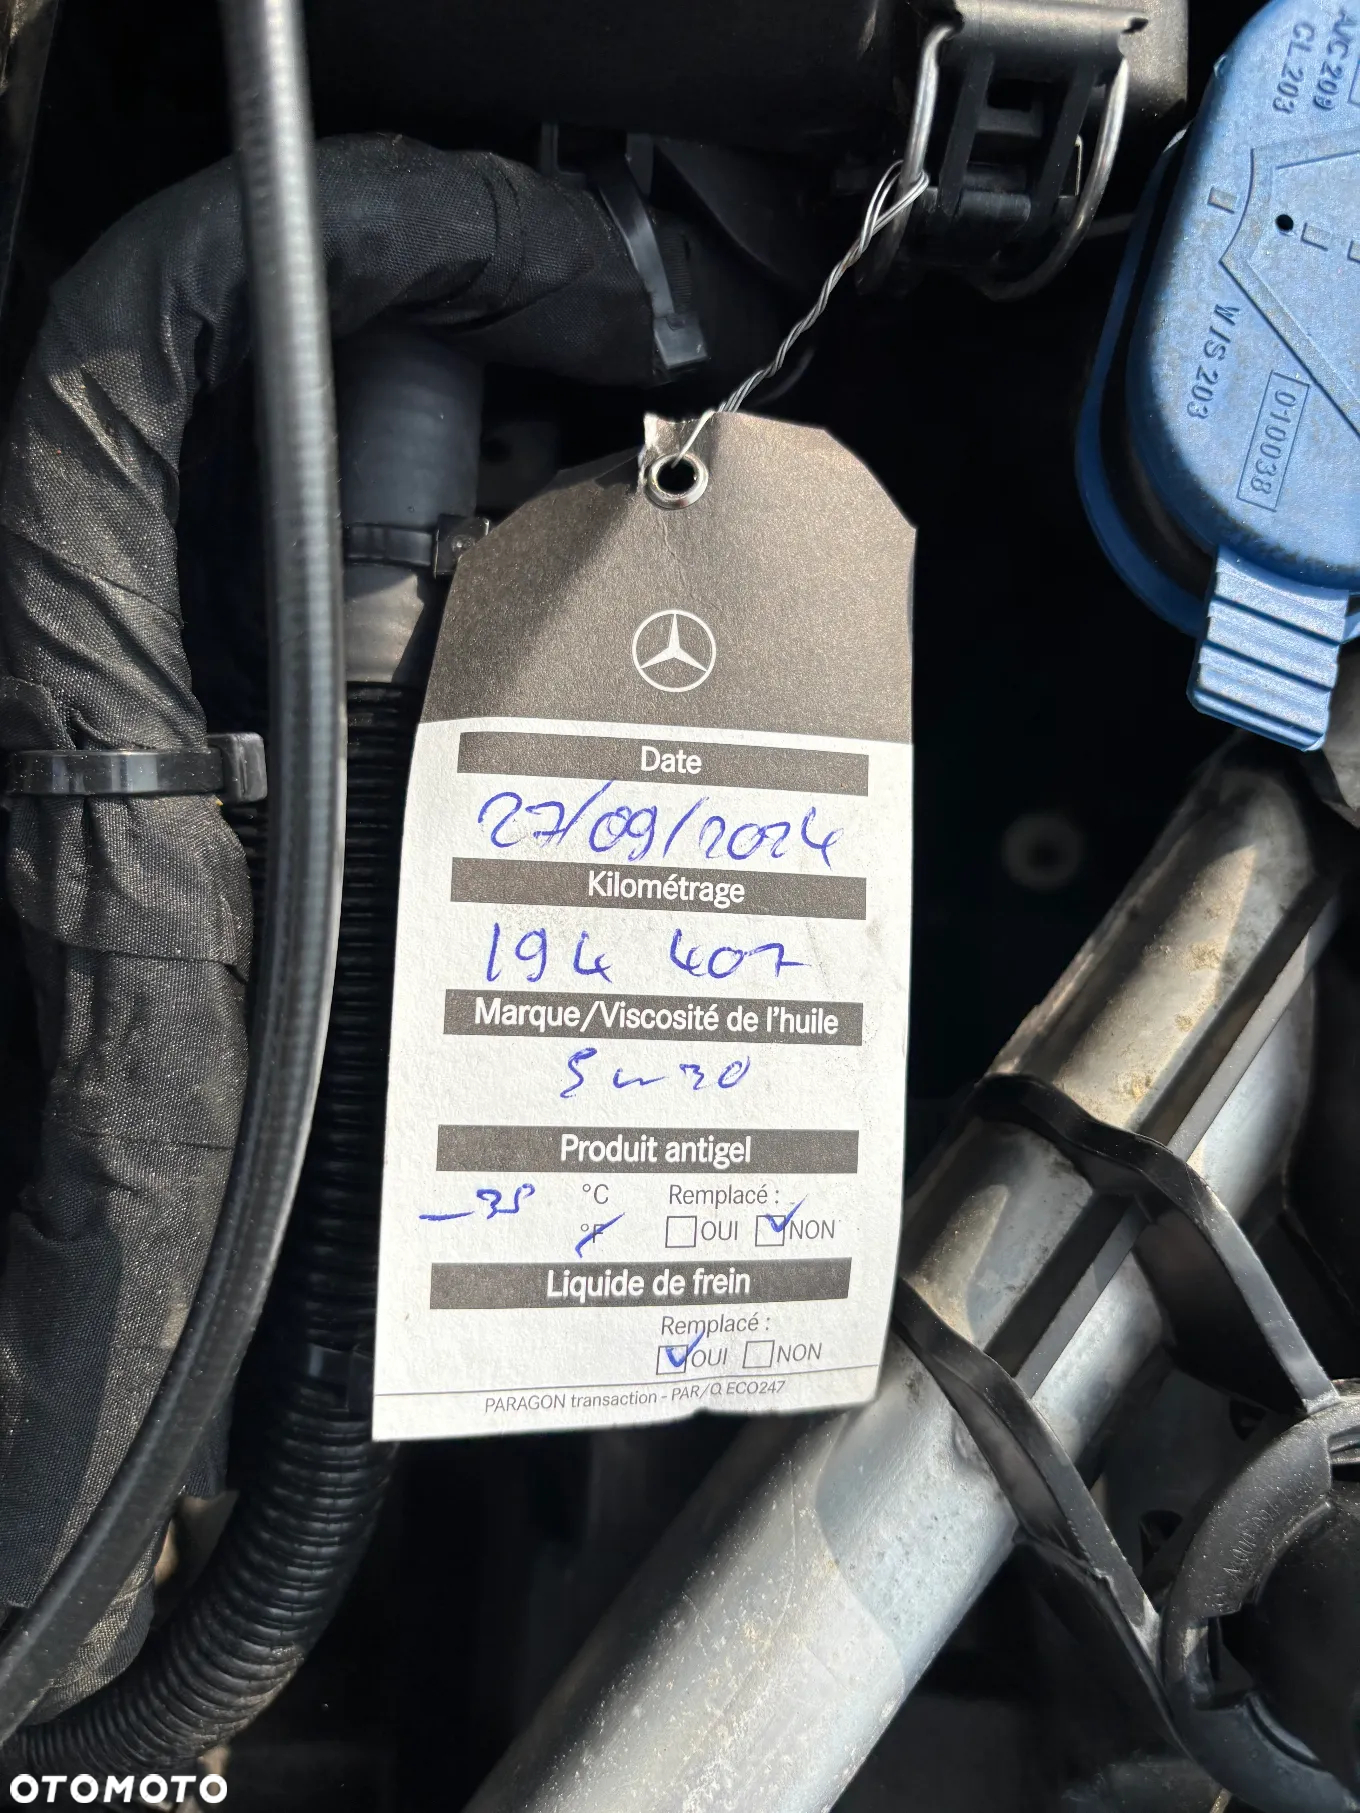 A/C 209
CL 203
W/S 203
010038
Date
27/09/2024
Kilométrage
194 407
Marque/Viscosité de l'huile
5w30
Produit antigel
-35 °C
°F
Remplacé :
OUI NON
Liquide de frein
Remplacé :
OUI NON
PARAGON transaction - PAR/Q ECO247
OTOMOTO